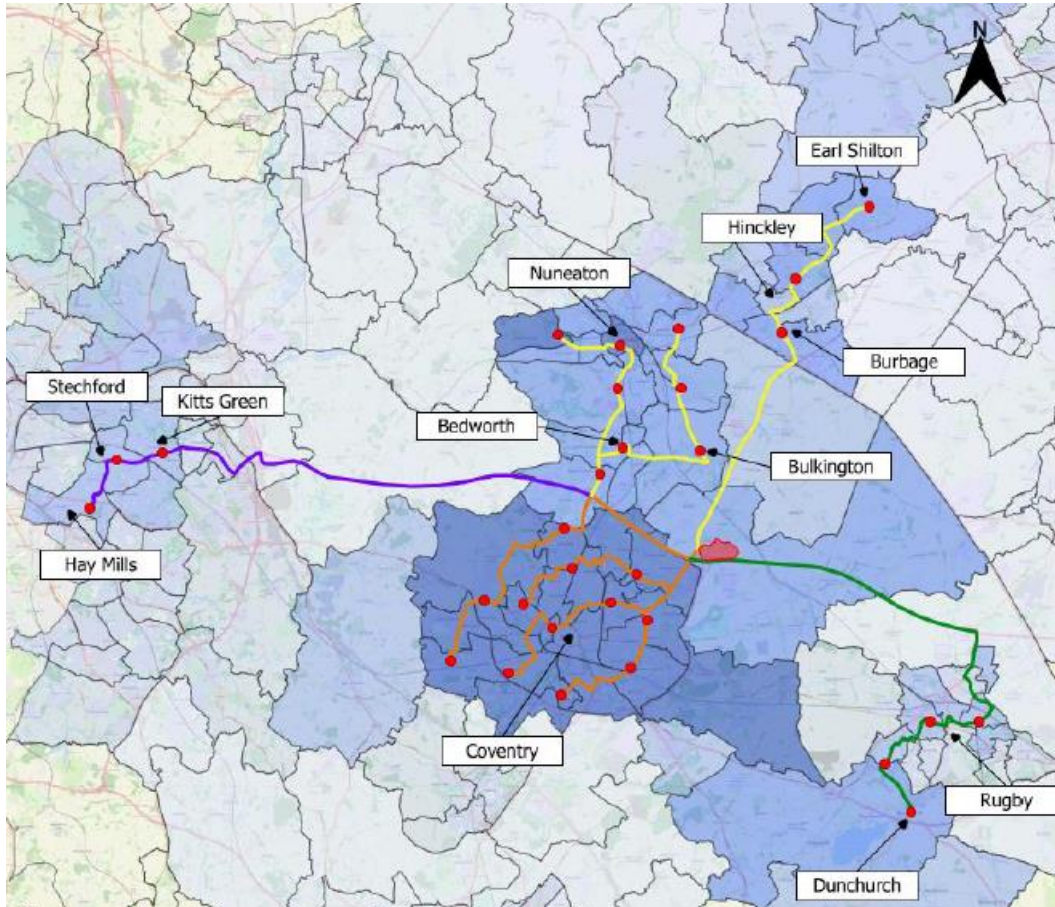 N
Earl Shilton
Hinckley
Nuneaton
Burbage
Stechford
Kitts Green
Bedworth
Bulkington
Hay Mills
Coventry
Rugby
Dunchurch